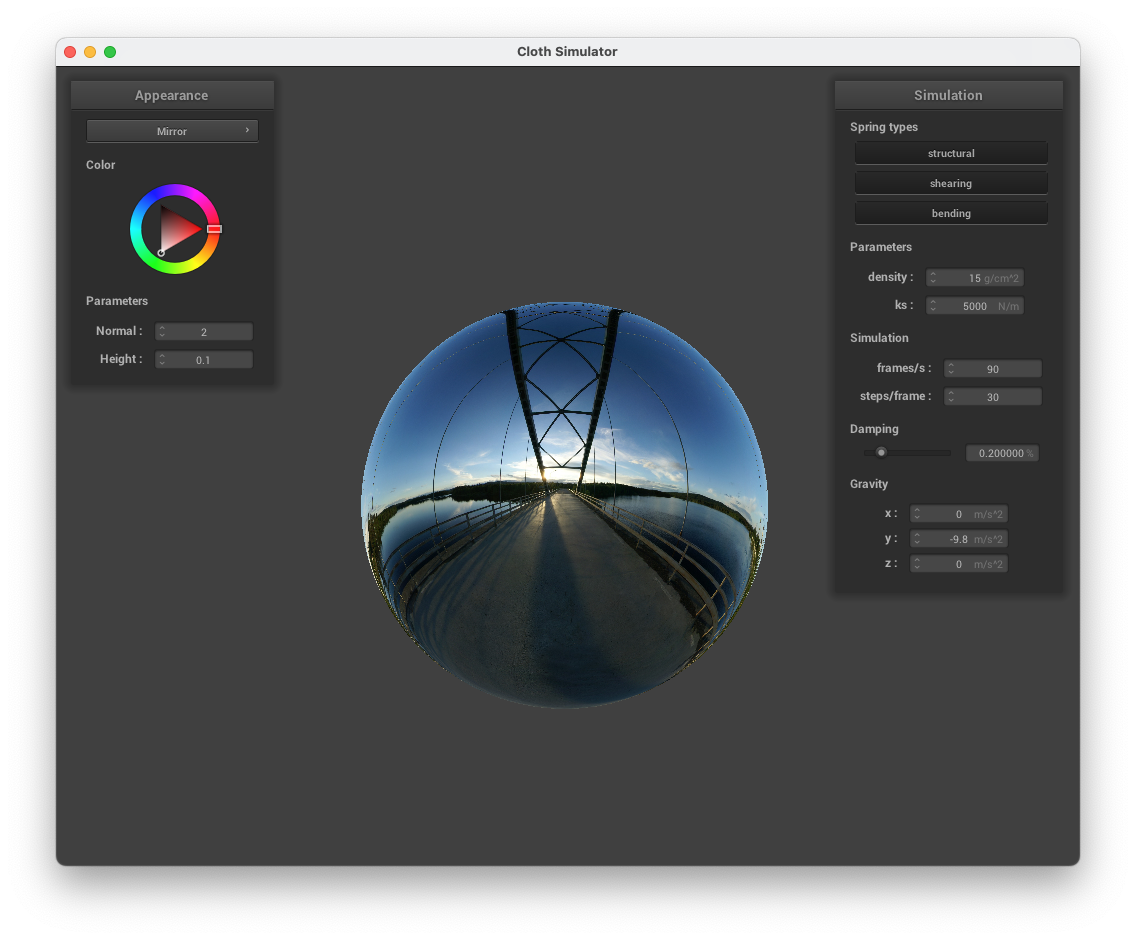 Cloth Simulator
Appearance
Mirror
Color
Parameters
Normal : 2
Height : 0.1
Simulation
Spring types
structural
shearing
bending
Parameters
density : 15 g/cm^2
ks : 5000 N/m
Simulation
frames/s : 90
steps/frame : 30
Damping
0.200000 %
Gravity
x : 0 m/s^2
y : -9.8 m/s^2
z : 0 m/s^2